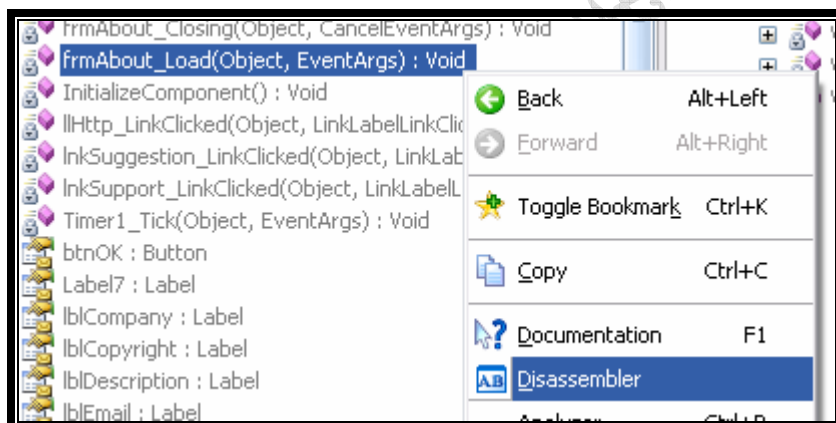 frmAbout_Closing(Object, CancelEventArgs) : Void
frmAbout_Load(Object, EventArgs) : Void
InitializeComponent() : Void
llHttp_LinkClicked(Object, LinkLabelLinkClic
lnkSuggestion_LinkClicked(Object, LinkLab
lnkSupport_LinkClicked(Object, LinkLabelL
Timer1_Tick(Object, EventArgs) : Void
btnOK : Button
Label7 : Label
lblCompany : Label
lblCopyright : Label
lblDescription : Label
lblEmail : Label
Back Alt+Left
Forward Alt+Right
Toggle Bookmark Ctrl+K
Copy Ctrl+C
Documentation F1
Disassembler